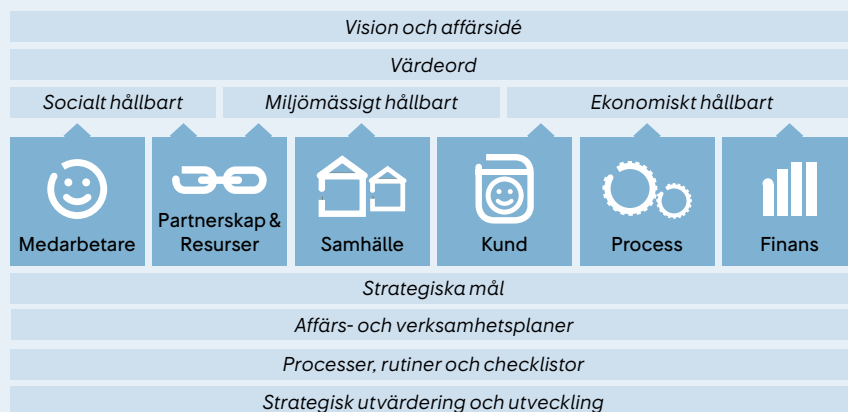 Vision och affärsidé
Värdeord
Socialt hållbart
Miljömässigt hållbart
Ekonomiskt hållbart
Medarbetare
Partnerskap &
Resurser
Samhälle
Kund
Process
Finans
Strategiska mål
Affärs- och verksamhetsplaner
Processer, rutiner och checklistor
Strategisk utvärdering och utveckling